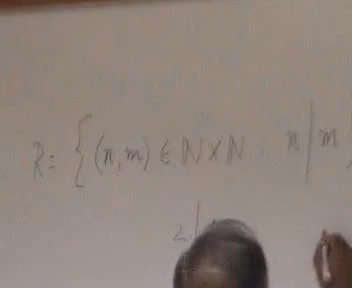 R = { (n, m) ∈ ℕ × ℕ . n | m
2 |